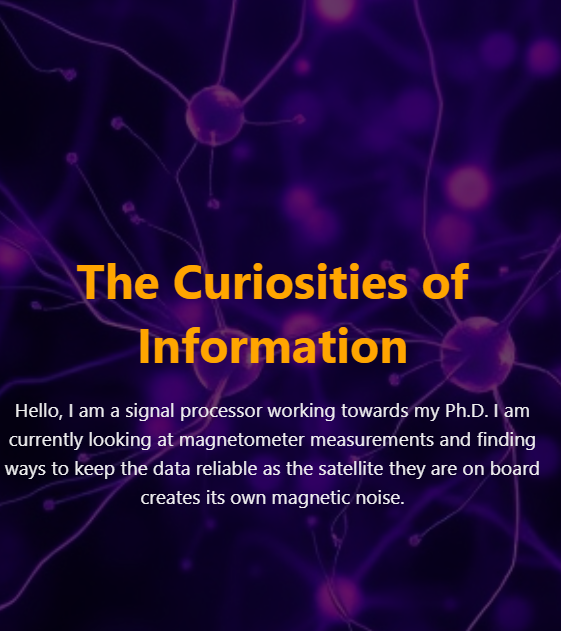 The Curiosities of
Information
Hello, I am a signal processor working towards my Ph.D. I am
currently looking at magnetometer measurements and finding
ways to keep the data reliable as the satellite they are on board
creates its own magnetic noise.